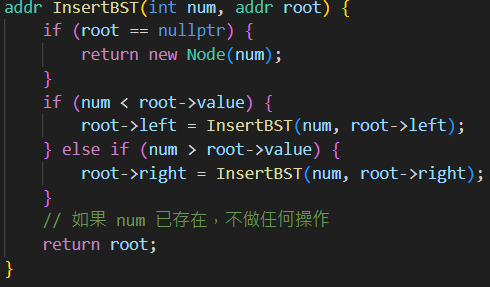 addr InsertBST(int num, addr root) {
    if (root == nullptr) {
        return new Node(num);
    }
    if (num < root->value) {
        root->left = InsertBST(num, root->left);
    } else if (num > root->value) {
        root->right = InsertBST(num, root->right);
    }
    // 如果 num 已存在，不做任何操作
    return root;
}